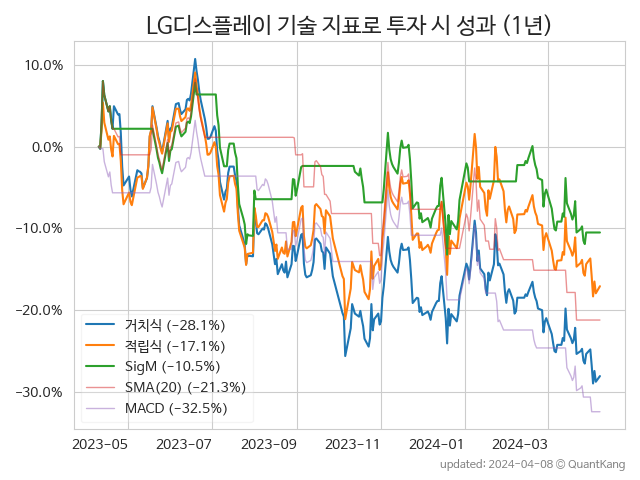 LG디스플레이 기술 지표로 투자 시 성과 (1년)
10.0%
0.0%
−10.0%
−20.0%
−30.0%
거치식 (−28.1%)
적립식 (−17.1%)
SigM (−10.5%)
SMA(20) (−21.3%)
MACD (−32.5%)
2023-05 2023-07 2023-09 2023-11 2024-01 2024-03
updated: 2024-04-08 © QuantKang